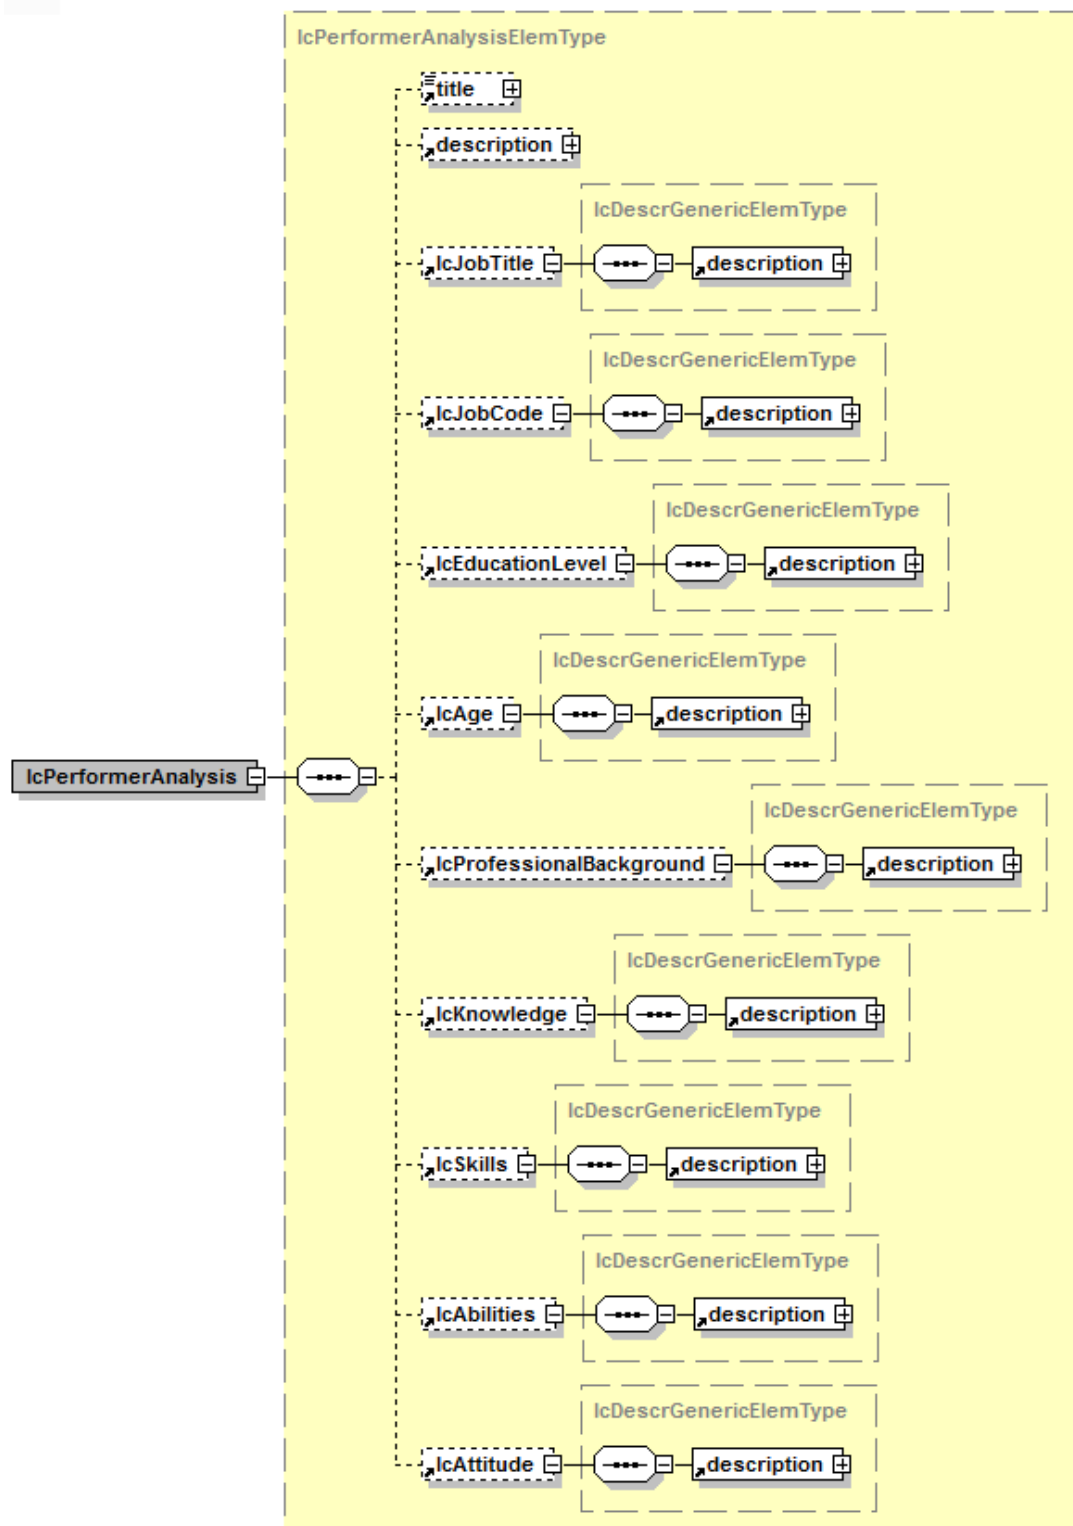 lcPerformerAnalysisElemType
title
description
lcDescrGenericElemType
lcJobTitle description
lcDescrGenericElemType
lcJobCode description
lcDescrGenericElemType
lcEducationLevel description
lcDescrGenericElemType
lcAge description
lcPerformerAnalysis
lcDescrGenericElemType
lcProfessionalBackground description
lcDescrGenericElemType
lcKnowledge description
lcDescrGenericElemType
lcSkills description
lcDescrGenericElemType
lcAbilities description
lcDescrGenericElemType
lcAttitude description